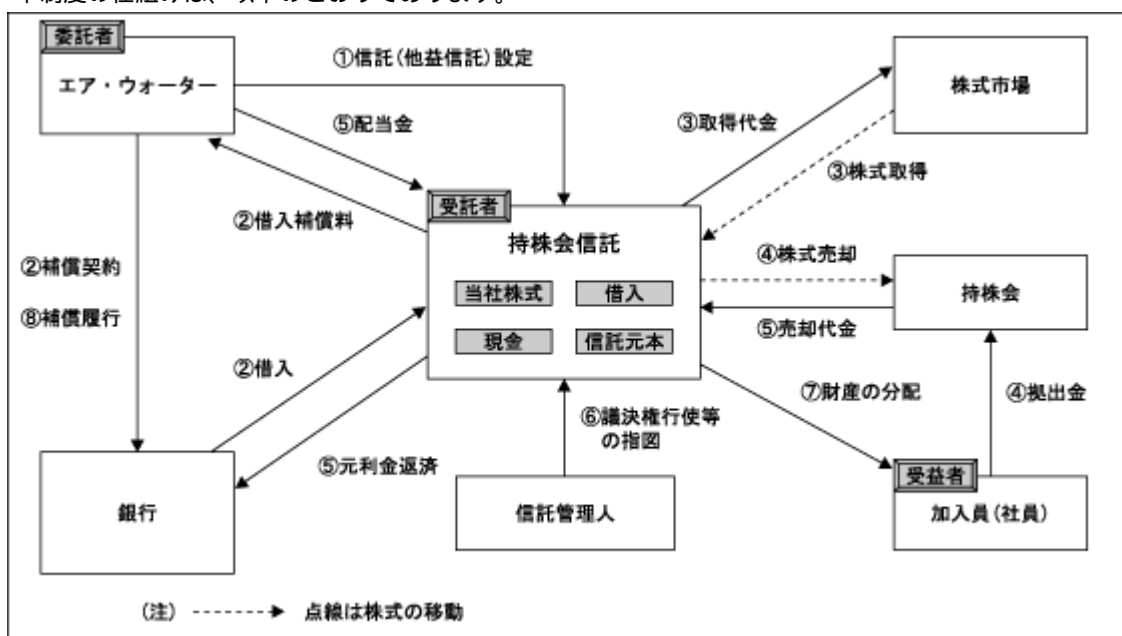 本制度の仕組みは、以下のとおりであります。
委託者
エア・ウォーター
①信託(他益信託)設定
株式市場
⑤配当金
③取得代金
③株式取得
②借入補償料
受託者
持株会信託
当社株式
借入
現金
信託元本
④株式売却
持株会
⑤売却代金
②補償契約
⑧補償履行
②借入
⑦財産の分配
④拠出金
⑥議決権行使等
の指図
⑤元利金返済
受益者
銀行
信託管理人
加入員(社員)
(注)
点線は株式の移動